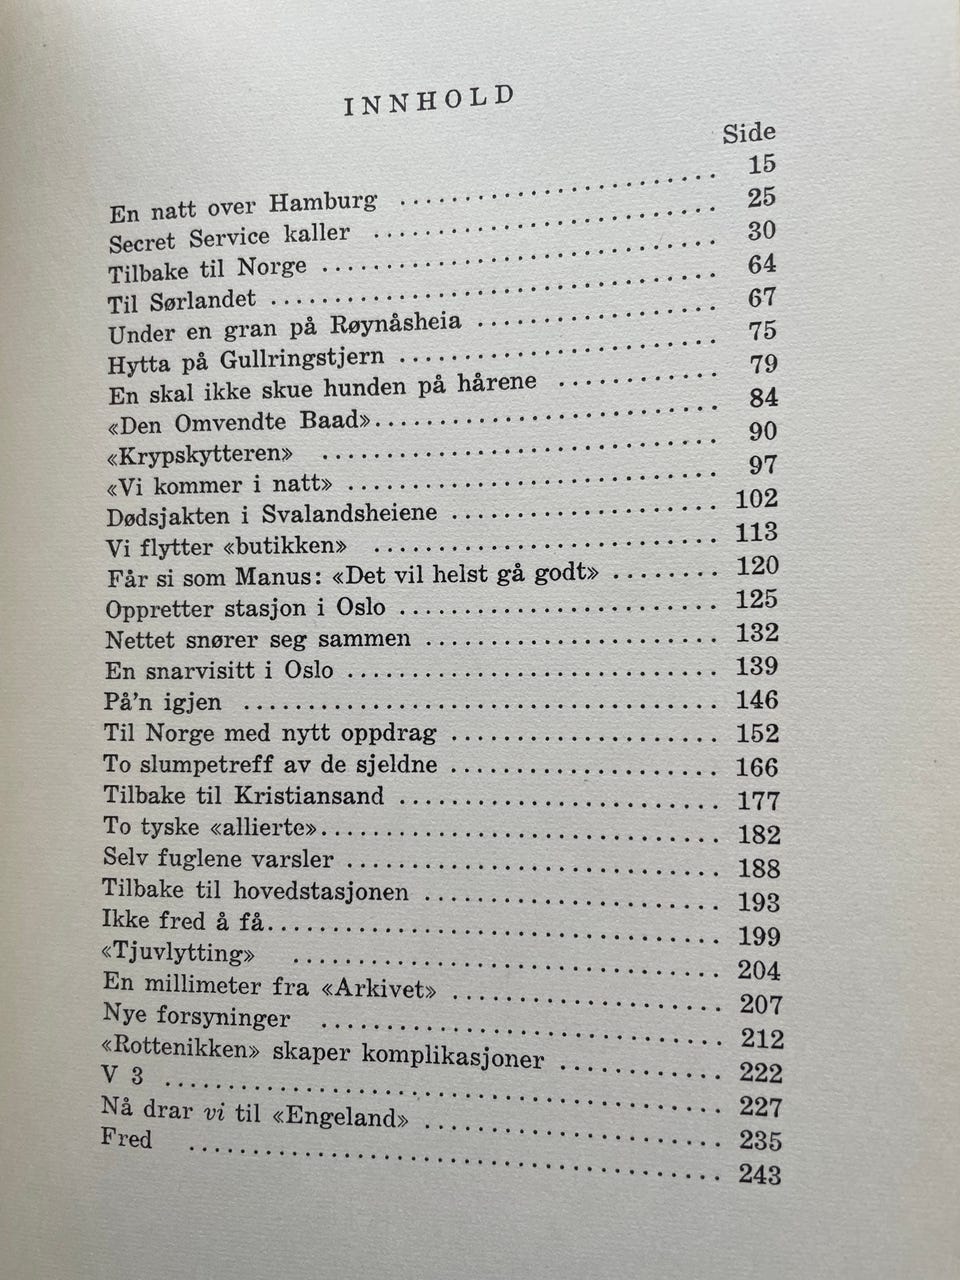 INNHOLD
Side
En natt over Hamburg ........................ 15
Secret Service kaller ........................ 25
Tilbake til Norge ........................ 30
Til Sørlandet ........................ 64
Under en gran på Røynåsheia ........................ 67
Hytta på Gullringstjern ........................ 75
En skal ikke skue hunden på hårene ............. 79
«Den Omvendte Baad» ........................ 84
«Krypskytteren» ........................ 90
«Vi kommer i natt» ........................ 97
Dødsjakten i Svalandsheiene ........................ 102
Vi flytter «butikken» ........................ 113
Får si som Manus: «Det vil helst gå godt» ......... 120
Oppretter stasjon i Oslo ........................ 125
Nettet snører seg sammen ........................ 132
En snarvisitt i Oslo ........................ 139
På'n igjen ........................ 146
Til Norge med nytt oppdrag ........................ 152
To slumpetreff av de sjeldne ........................ 166
Tilbake til Kristiansand ........................ 177
To tyske «allierte» ........................ 182
Selv fuglene varsler ........................ 188
Tilbake til hovedstasjonen ........................ 193
Ikke fred å få ........................ 199
«Tjuvlytting» ........................ 204
En millimeter fra «Arkivet» ........................ 207
Nye forsyninger ........................ 212
«Rottenikken» skaper komplikasjoner ............. 222
V 3 ........................ 227
Nå drar vi til «Engeland» ........................ 235
Fred ........................ 243